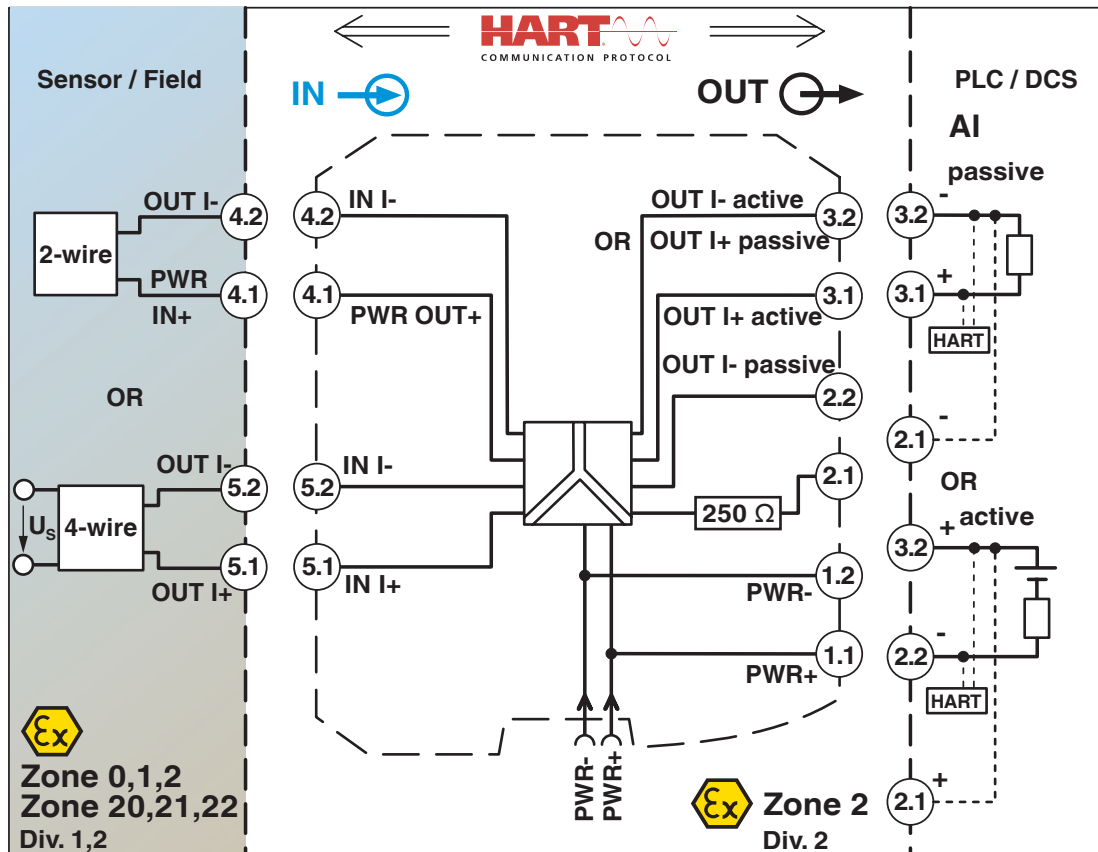 HART
COMMUNICATION PROTOCOL
Sensor / Field
IN
OUT
PLC / DCS
AI
passive
OUT I-
4.2
4.2
IN I-
OUT I- active
3.2
3.2
-
2-wire
OR
OUT I+ passive
PWR
4.1
4.1
3.1
3.1
+
IN+
PWR OUT+
OUT I+ active
HART
OUT I- passive
2.2
OR
-
2.1
OUT I-
5.2
5.2
IN I-
2.1
OR
US
4-wire
250 Ω
3.2
+
active
5.1
5.1
OUT I+
IN I+
1.2
PWR-
-
2.2
1.1
PWR+
HART
Ex
Zone 0,1,2
Zone 20,21,22
Div. 1,2
PWR-
PWR+
Ex
Zone 2
Div. 2
2.1
+